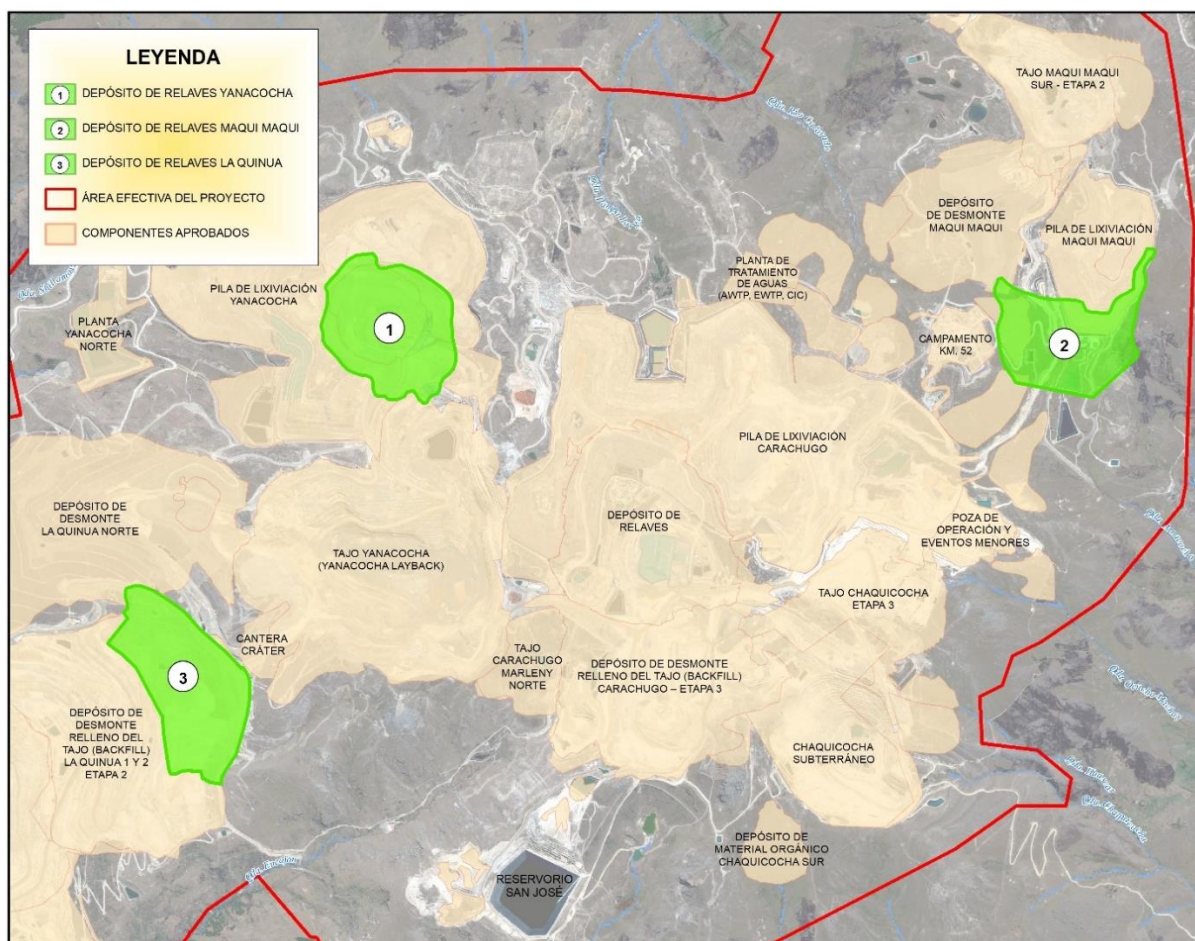 LEYENDA
1 DEPÓSITO DE RELAVES YANACOCHA
2 DEPÓSITO DE RELAVES MAQUI MAQUI
3 DEPÓSITO DE RELAVES LA QUINUA
ÁREA EFECTIVA DEL PROYECTO
COMPONENTES APROBADOS
TAJO MAQUI MAQUI
SUR - ETAPA 2
DEPÓSITO
DE DESMONTE
MAQUI MAQUI
PILA DE LIXIVIACIÓN
MAQUI MAQUI
PLANTA DE
TRATAMIENTO
DE AGUAS
(AWTP, EWTP, CIC)
PILA DE LIXIVIACIÓN
YANACOCHA
1
PLANTA
YANACOCHA
NORTE
CAMPAMENTO
KM. 52
2
PILA DE LIXIVIACIÓN
CARACHUGO
DEPÓSITO DE
DESMONTE
LA QUINUA NORTE
DEPÓSITO DE
RELAVES
POZA DE
OPERACIÓN Y
EVENTOS MENORES
TAJO YANACOCHA
(YANACOCHA LAYBACK)
TAJO CHAQUICOCHA
ETAPA 3
CANTERA
CRÁTER
TAJO
CARACHUGO
MARLENY
NORTE
DEPÓSITO DE DESMONTE
RELLENO DEL TAJO (BACKFILL)
CARACHUGO – ETAPA 3
3
DEPÓSITO DE
DESMONTE
RELLENO DEL
TAJO (BACKFILL)
LA QUINUA 1 Y 2
ETAPA 2
CHAQUICOCHA
SUBTERRÁNEO
DEPÓSITO DE
MATERIAL ORGÁNICO
CHAQUICOCHA SUR
RESERVORIO
SAN JOSÉ